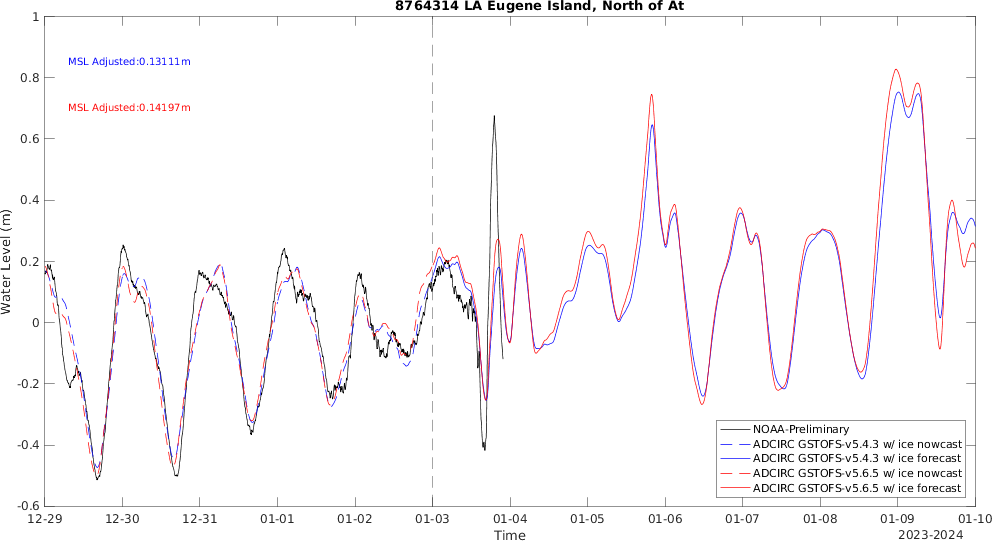 8764314 LA Eugene Island, North of At
1
0.8
0.6
0.4
0.2
0
-0.2
-0.4
-0.6
Water Level (m)
MSL Adjusted:0.13111m
MSL Adjusted:0.14197m
NOAA-Preliminary
ADCIRC GSTOFS-v5.4.3 w/ ice nowcast
ADCIRC GSTOFS-v5.4.3 w/ ice forecast
ADCIRC GSTOFS-v5.6.5 w/ ice nowcast
ADCIRC GSTOFS-v5.6.5 w/ ice forecast
12-29 12-30 12-31 01-01 01-02 01-03 01-04 01-05 01-06 01-07 01-08 01-09 01-10
Time
2023-2024